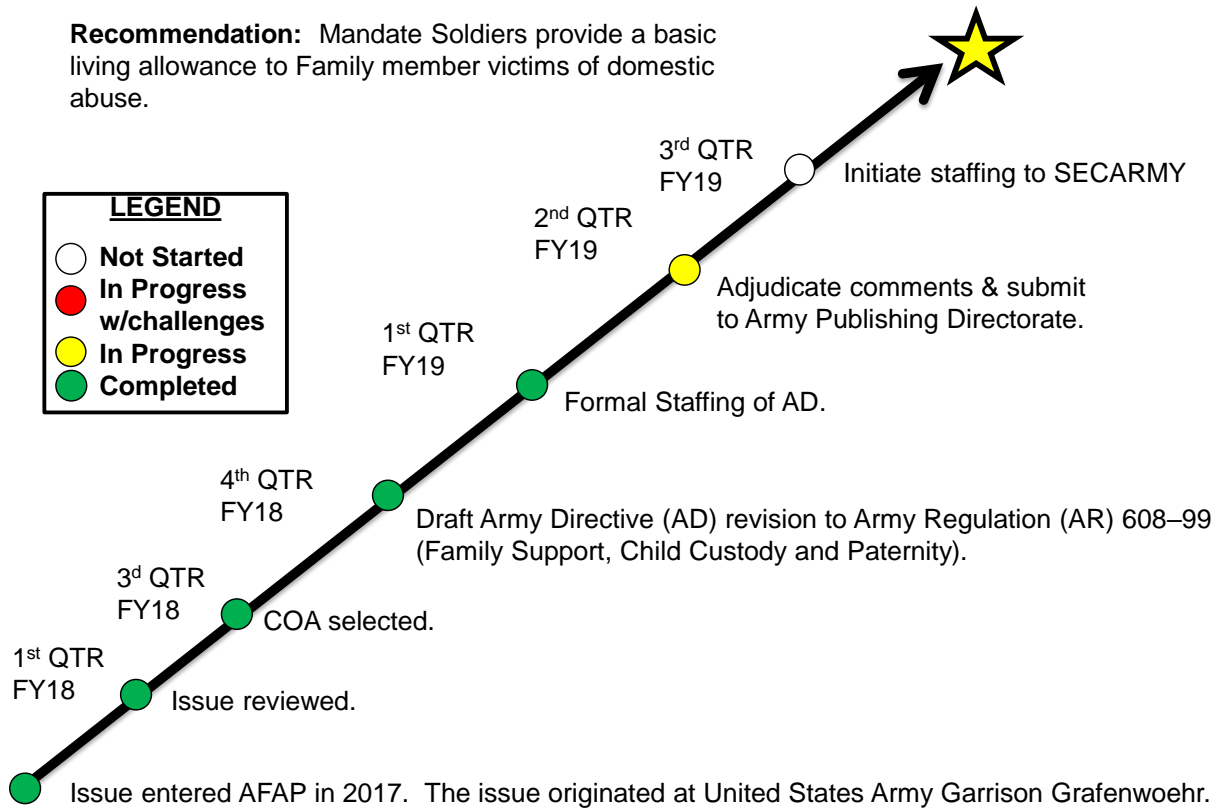 Recommendation: Mandate Soldiers provide a basic
living allowance to Family member victims of domestic
abuse.
3rd QTR
FY19
Initiate staffing to SECARMY
LEGEND
Not Started
In Progress
w/challenges
In Progress
Completed
2nd QTR
FY19
Adjudicate comments & submit
to Army Publishing Directorate.
1st QTR
FY19
Formal Staffing of AD.
4th QTR
FY18
Draft Army Directive (AD) revision to Army Regulation (AR) 608–99
(Family Support, Child Custody and Paternity).
3d QTR
FY18
COA selected.
1st QTR
FY18
Issue reviewed.
Issue entered AFAP in 2017. The issue originated at United States Army Garrison Grafenwoehr.